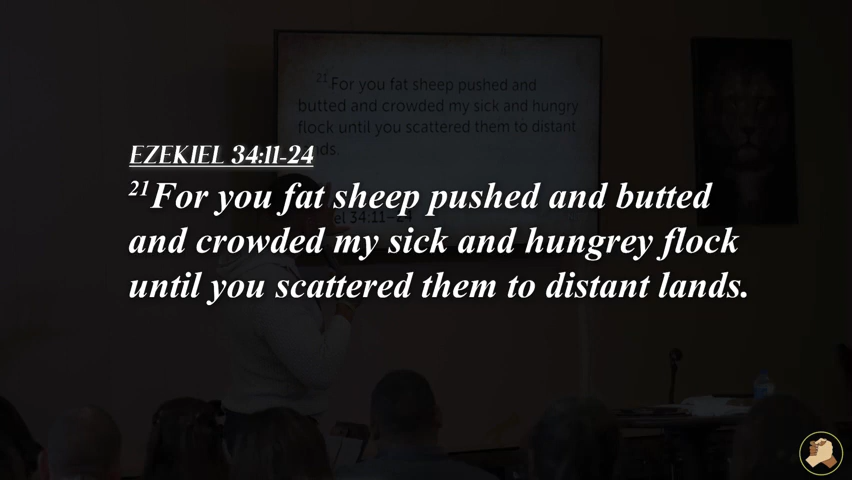 21 For you fat sheep pushed and
butted and crowded my sick and hungry
flock until you scattered them to distant
EZEKIEL 34:11-24
21 For you fat sheep pushed and butted
and crowded my sick and hungrey flock
until you scattered them to distant lands.